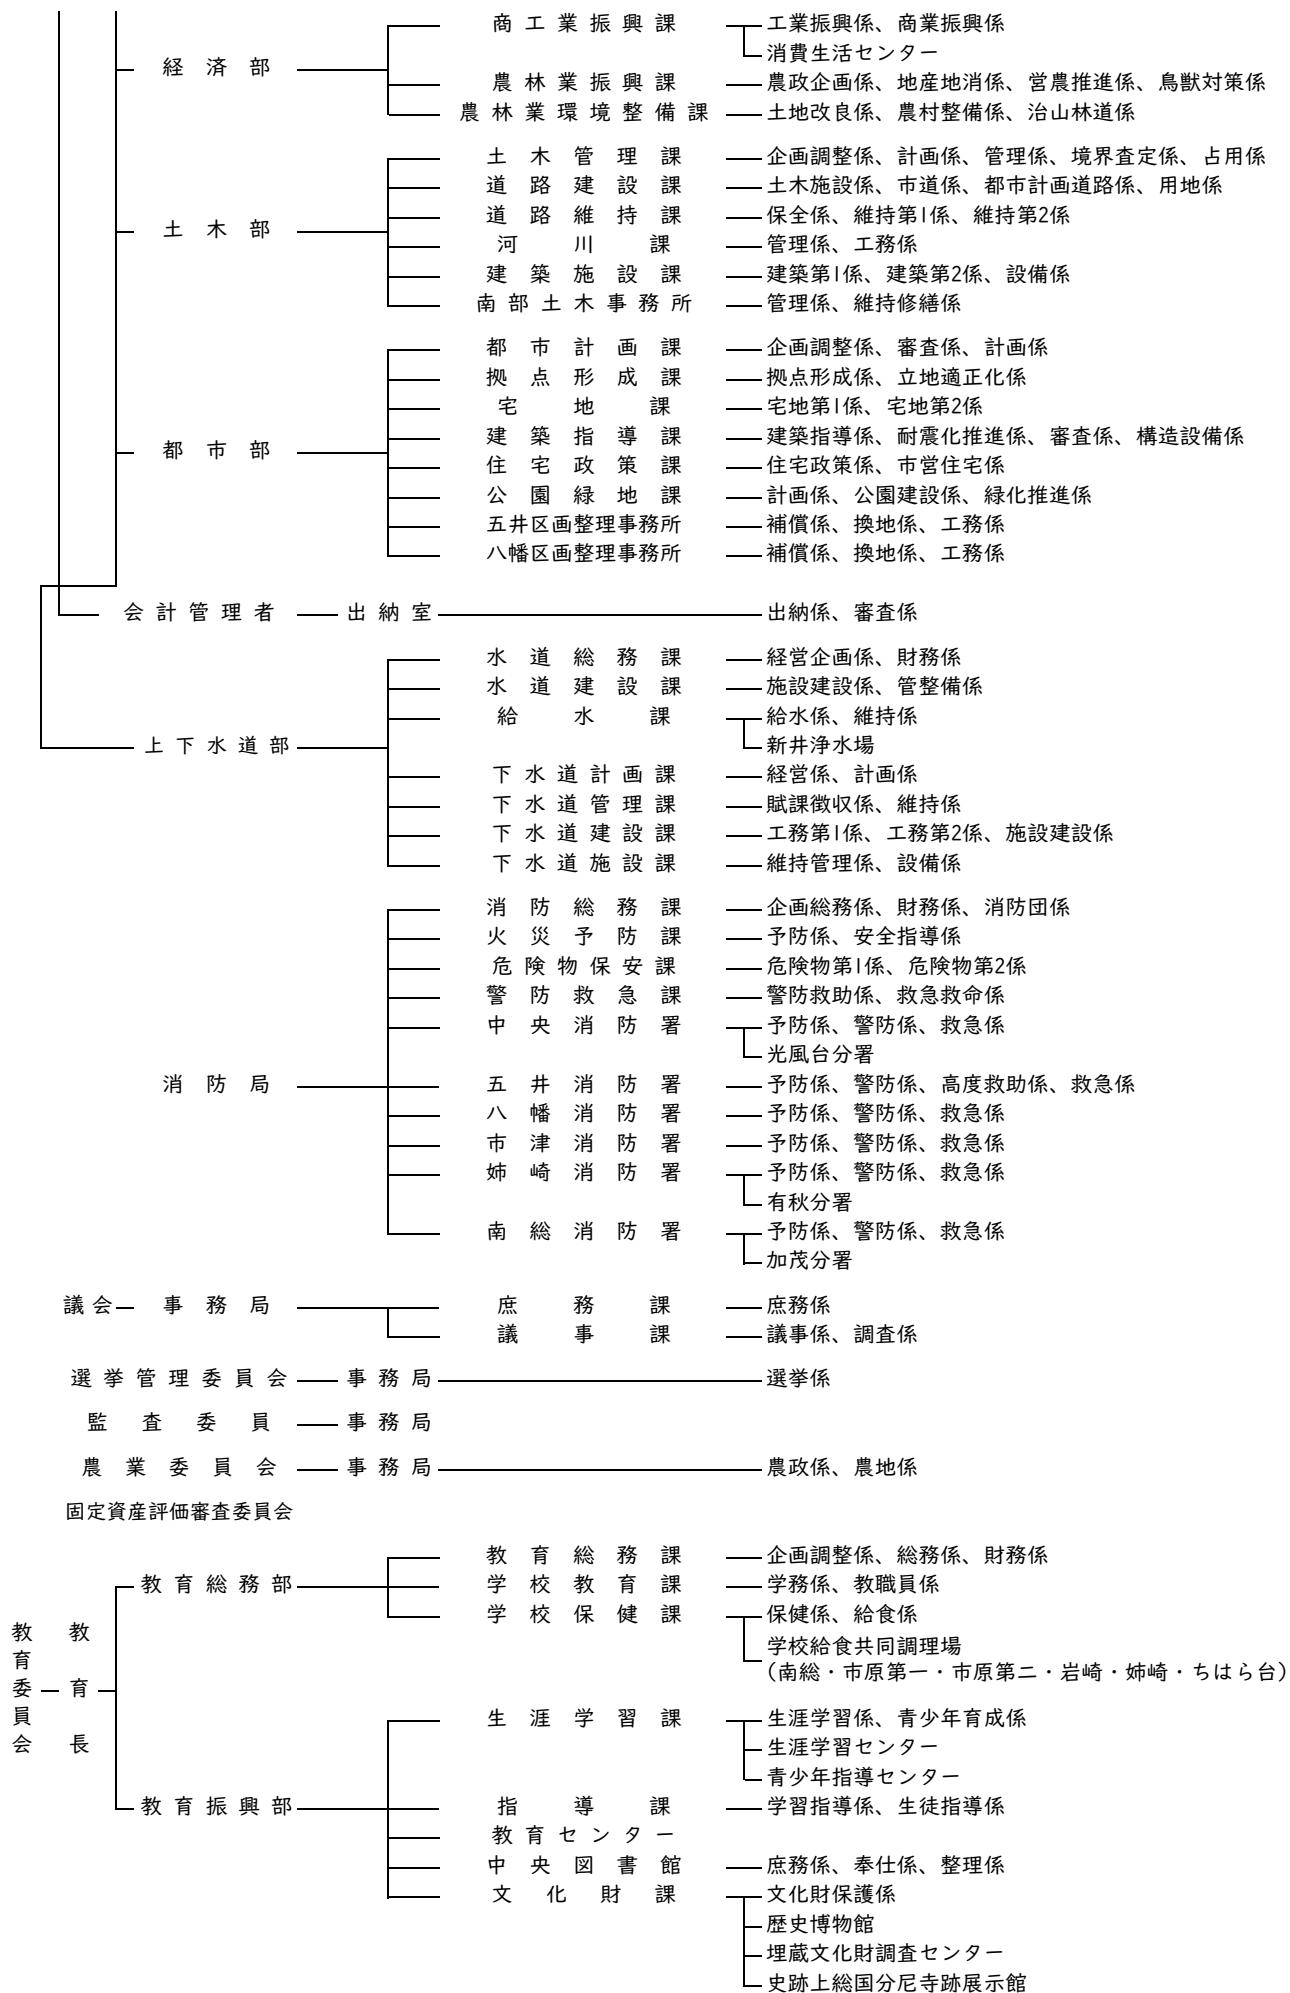 商工業振興課 工業振興係、商業振興係
消費生活センター
経済部
農林業振興課 農政企画係、地産地消係、営農推進係、鳥獣対策係
農林業環境整備課 土地改良係、農村整備係、治山林道係
土木管理課 企画調整係、計画係、管理係、境界査定係、占用係
道路建設課 土木施設係、市道係、都市計画道路係、用地係
道路維持課 保全係、維持第1係、維持第2係
土木部
河川課 管理係、工務係
建築施設課 建築第1係、建築第2係、設備係
南部土木事務所 管理係、維持修繕係
都市計画課 企画調整係、審査係、計画係
拠点形成課 拠点形成係、立地適正化係
宅地課 宅地第1係、宅地第2係
建築指導課 建築指導係、耐震化推進係、審査係、構造設備係
都市部
住宅政策課 住宅政策係、市営住宅係
公園緑地課 計画係、公園建設係、緑化推進係
五井区画整理事務所 補償係、換地係、工務係
八幡区画整理事務所 補償係、換地係、工務係
会計管理者 出納室 出納係、審査係
水道総務課 経営企画係、財務係
水道建設課 施設建設係、管整備係
給水課 給水係、維持係
上下水道部 新井浄水場
下水道計画課 経営係、計画係
下水道管理課 賦課徴収係、維持係
下水道建設課 工務第1係、工務第2係、施設建設係
下水道施設課 維持管理係、設備係
消防総務課 企画総務係、財務係、消防団係
火災予防課 予防係、安全指導係
危険物保安課 危険物第1係、危険物第2係
警防救急課 警防救助係、救急救命係
中央消防署 予防係、警防係、救急係
光風台分署
消防局 五井消防署 予防係、警防係、高度救助係、救急係
八幡消防署 予防係、警防係、救急係
市津消防署 予防係、警防係、救急係
姉崎消防署 予防係、警防係、救急係
有秋分署
南総消防署 予防係、警防係、救急係
加茂分署
議会 事務局 庶務課 庶務係
議事課 議事係、調査係
選挙管理委員会 事務局 選挙係
監査委員 事務局
農業委員会 事務局 農政係、農地係
固定資産評価審査委員会
教育総務課 企画調整係、総務係、財務係
教育総務部 学校教育課 学務係、教職員係
学校保健課 保健係、給食係
学校給食共同調理場
(南総・市原第一・市原第二・岩崎・姉崎・ちはら台)
教育委員会 教育長
生涯学習課 生涯学習係、青少年育成係
生涯学習センター
青少年指導センター
教育振興部 指導課 学習指導係、生徒指導係
教育センター
中央図書館 庶務係、奉仕係、整理係
文化財課 文化財保護係
歴史博物館
埋蔵文化財調査センター
史跡上総国分尼寺跡展示館